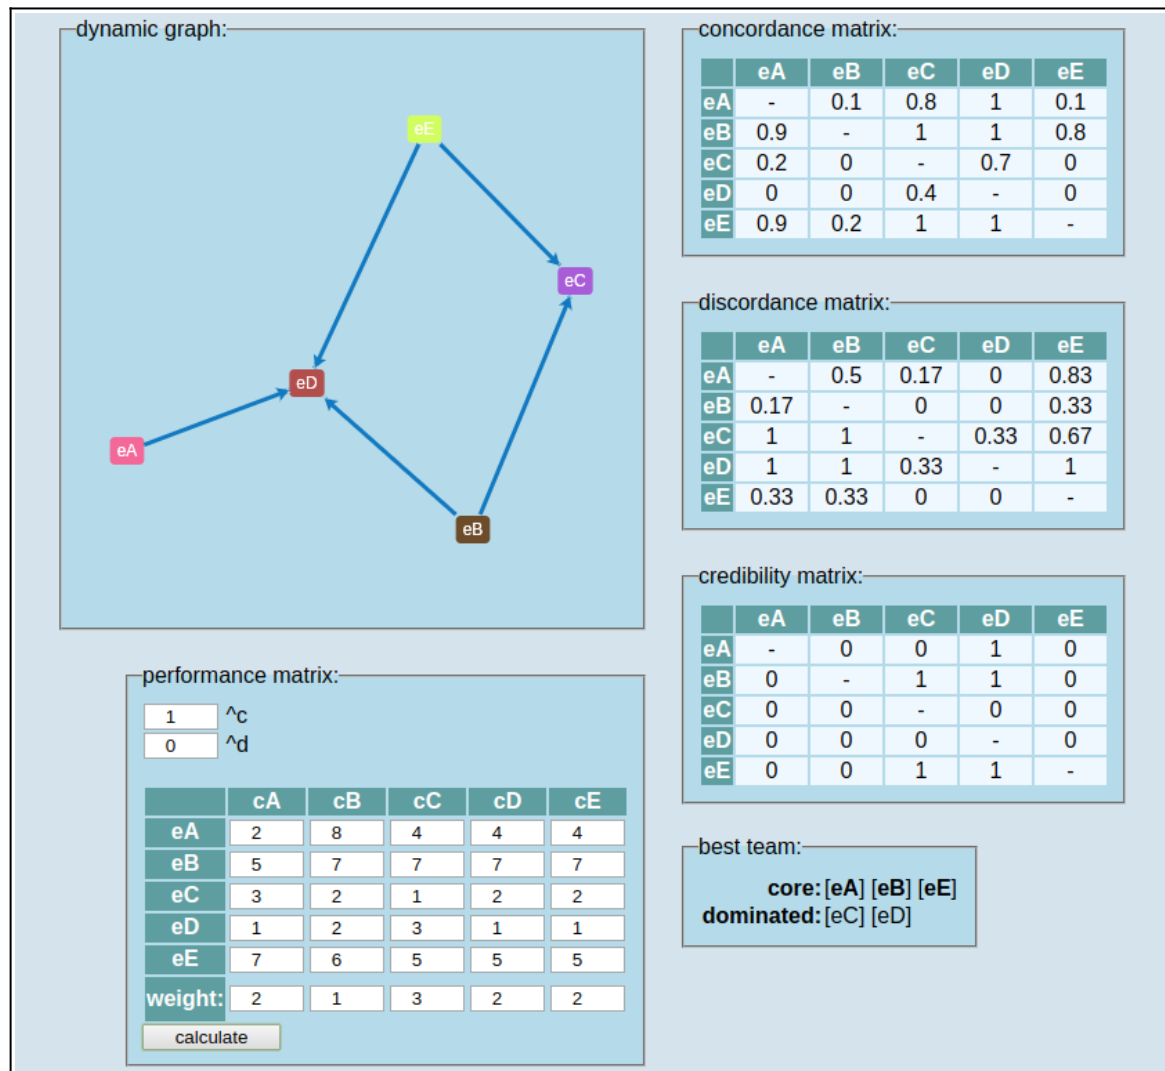 dynamic graph:
eE
eC
eD
eA
eB
performance matrix:
1 ^c
0 ^d
cA cB cC cD cE
eA 2 8 4 4 4
eB 5 7 7 7 7
eC 3 2 1 2 2
eD 1 2 3 1 1
eE 7 6 5 5 5
weight: 2 1 3 2 2
calculate
concordance matrix:
eA eB eC eD eE
eA - 0.1 0.8 1 0.1
eB 0.9 - 1 1 0.8
eC 0.2 0 - 0.7 0
eD 0 0 0.4 - 0
eE 0.9 0.2 1 1 -
discordance matrix:
eA eB eC eD eE
eA - 0.5 0.17 0 0.83
eB 0.17 - 0 0 0.33
eC 1 1 - 0.33 0.67
eD 1 1 0.33 - 1
eE 0.33 0.33 0 0 -
credibility matrix:
eA eB eC eD eE
eA - 0 0 1 0
eB 0 - 1 1 0
eC 0 0 - 0 0
eD 0 0 0 - 0
eE 0 0 1 1 -
best team:
core: [eA] [eB] [eE]
dominated: [eC] [eD]